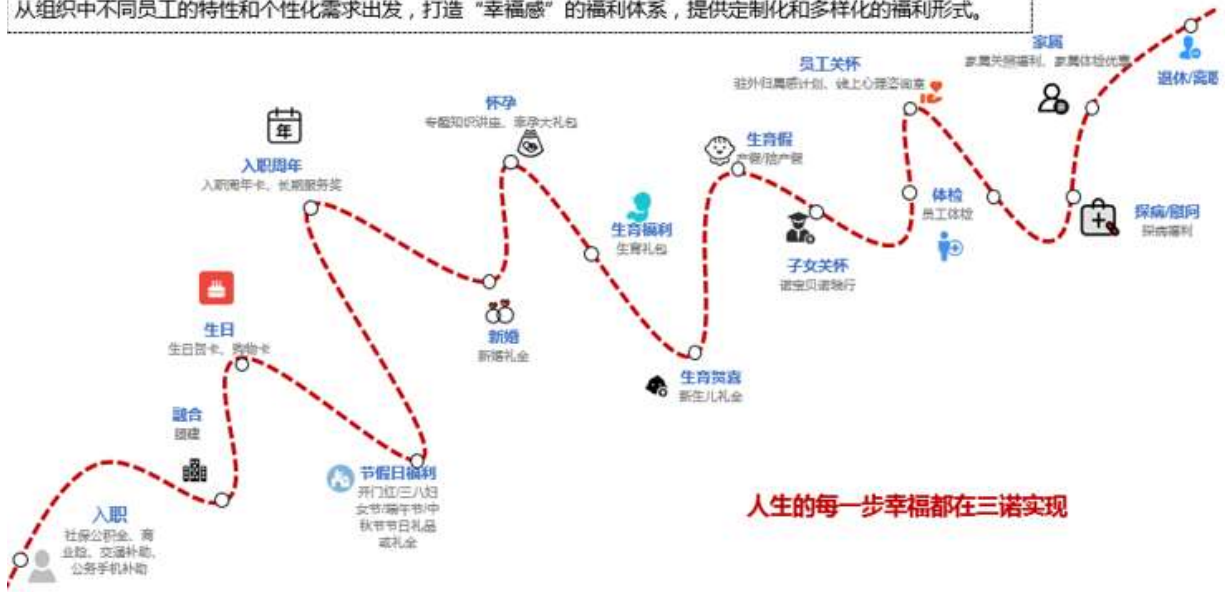 从组织中不同员工的特性和个性化需求出发，打造“幸福感”的福利体系，提供定制化和多样化的福利形式。
入职
社保公积金、商
业险、交通补助、
公务手机补助
融合
团建
生日
生日贺卡、购物卡
节假日福利
开门红/三八妇
女节/端午节/中
秋节节日礼品
或礼金
年
入职周年
入职周年卡、长期服务奖
新婚
新婚礼金
怀孕
专题知识讲座、孕大礼包
生育福利
生育礼包
生育贺喜
新生儿礼金
生育假
产假/陪产假
子女关怀
诺宝贝诺随行
体检
员工体检
员工关怀
驻外归属感计划、线上心理咨询室
探病/慰问
探病福利
家属
家属关怀福利、家属体检优惠
退休/离职
人生的每一步幸福都在三诺实现